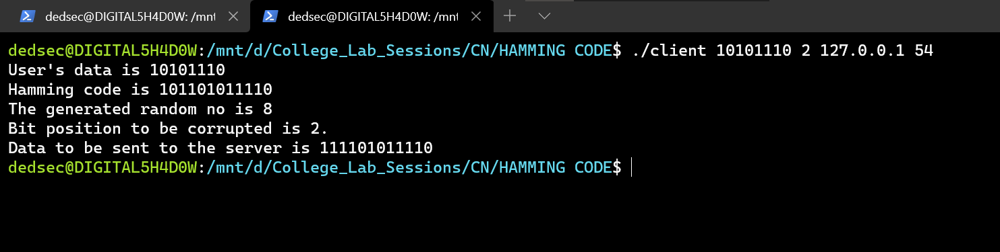 dedsec@DIGITAL5H4D0W: /mnt
dedsec@DIGITAL5H4D0W: /mnt
dedsec@DIGITAL5H4D0W:/mnt/d/College_Lab_Sessions/CN/HAMMING CODE$ ./client 10101110 2 127.0.0.1 54
User's data is 10101110
Hamming code is 101101011110
The generated random no is 8
Bit position to be corrupted is 2.
Data to be sent to the server is 111101011110
dedsec@DIGITAL5H4D0W:/mnt/d/College_Lab_Sessions/CN/HAMMING CODE$